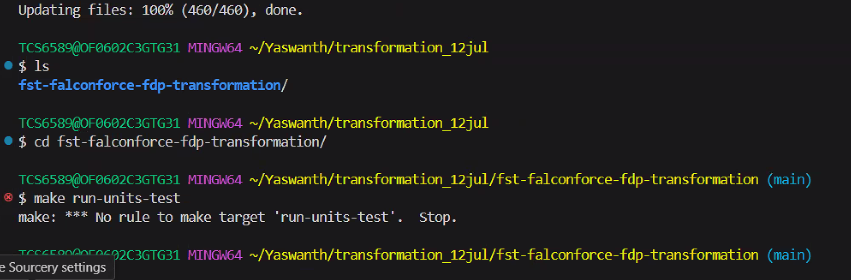 Updating files: 100% (460/460), done.
TCS6589@OF0602C3GTG31 MINGW64 ~/Yaswanth/transformation_12jul
$ ls
fst-falconforce-fdp-transformation/
TCS6589@OF0602C3GTG31 MINGW64 ~/Yaswanth/transformation_12jul
$ cd fst-falconforce-fdp-transformation/
TCS6589@OF0602C3GTG31 MINGW64 ~/Yaswanth/transformation_12jul/fst-falconforce-fdp-transformation (main)
$ make run-units-test
make: *** No rule to make target 'run-units-test'.  Stop.
TCS6589@OF0602C3GTG31 MINGW64 ~/Yaswanth/transformation_12jul/fst-falconforce-fdp-transformation (main)
e Sourcery settings